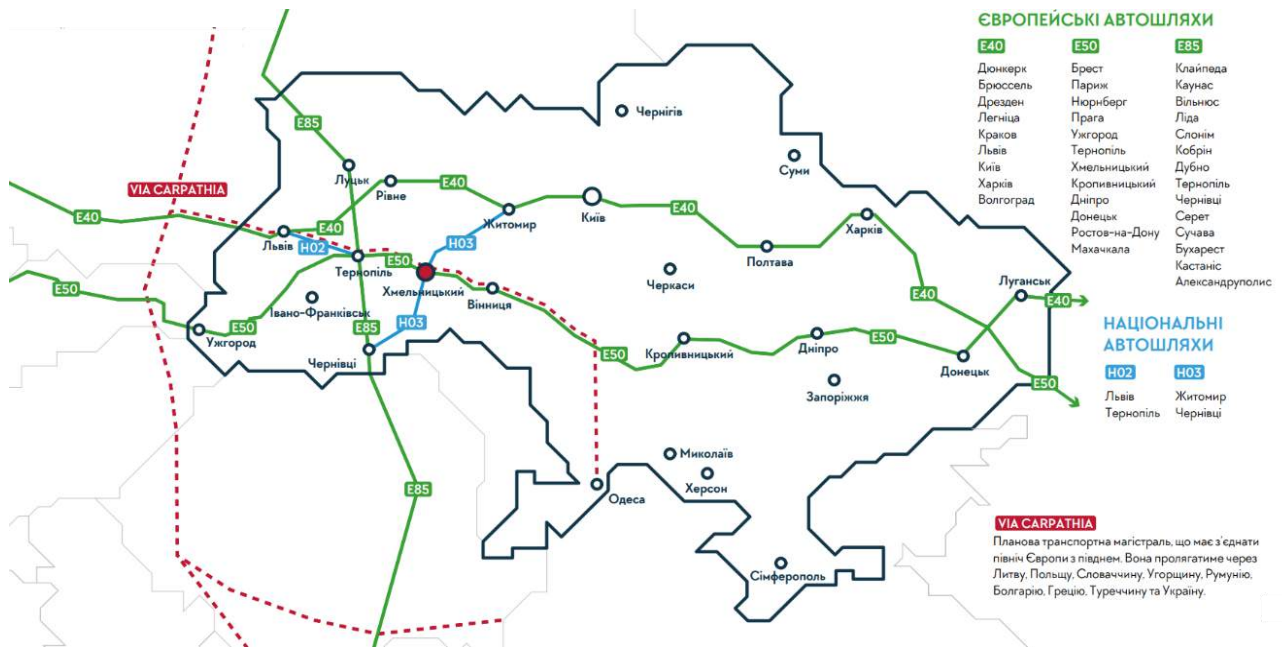 ЄВРОПЕЙСЬКІ АВТОШЛЯХИ
E40
Дюнкерк
Брюссель
Дрезден
Легніца
Краков
Львів
Київ
Харків
Волгоград
E50
Брест
Париж
Нюрнберг
Прага
Ужгород
Тернопіль
Хмельницький
Кропивницький
Дніпро
Донецьк
Ростов-на-Дону
Махачкала
E85
Клайпеда
Каунас
Вільнюс
Ліда
Слонім
Кобрін
Дубно
Тернопіль
Чернівці
Серет
Сучава
Бухарест
Кастаніс
Александруполис
НАЦІОНАЛЬНІ
АВТОШЛЯХИ
H02
Львів
Тернопіль
H03
Житомир
Чернівці
VIA CARPATHIA
Планова транспортна магістраль, що має з'єднати
північ Європи з півднем. Вона пролягатиме через
Литву, Польщу, Словаччину, Угорщину, Румунію,
Болгарію, Грецію, Туреччину та Україну.
Чернігів
E85
Суми
Луцьк
Рівне
E40
VIA CARPATHIA
E40
Житомир
Київ
E40
Харків
E40
Львів
H02
H03
Тернопіль
E50
Хмельницький
Вінниця
Полтава
Черкаси
Луганськ
E40
E40
E50
Івано-Франківськ
E50
Ужгород
E85
H03
Чернівці
E50
Кропивницький
Дніпро
E50
Донецьк
Запоріжжя
E50
Миколаїв
Херсон
Одеса
E85
Сімферополь